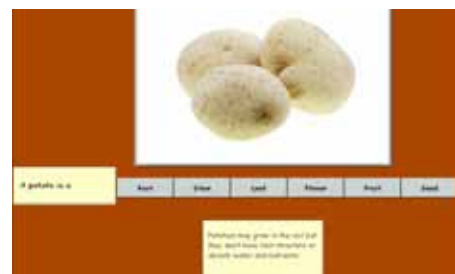 A potato is a
Root Stem Leaf Flower Fruit Seed
Potatoes may grow in the soil but
they don't have root structure or
absorb water and nutrients